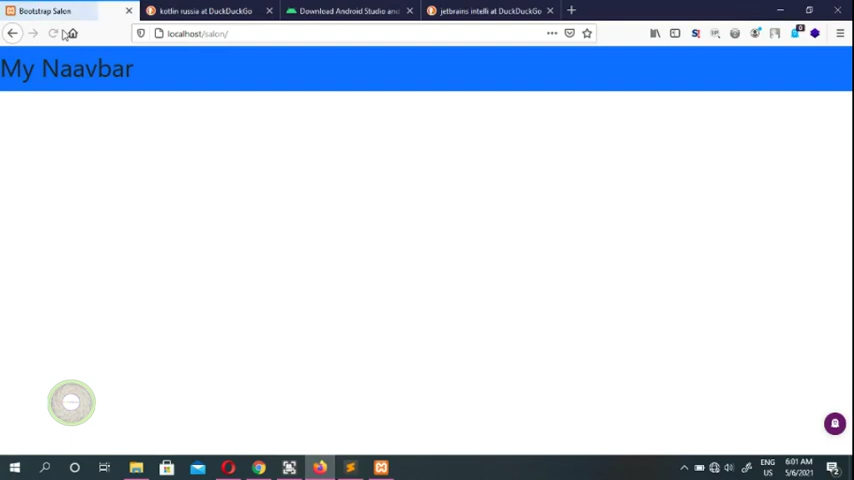 Bootstrap Salon
kotlin russia at DuckDuckGo
Download Android Studio and
jetbrains intelli at DuckDuckGo
localhost/salon/
My Naavbar
ENG
US
6:01 AM
5/6/2021